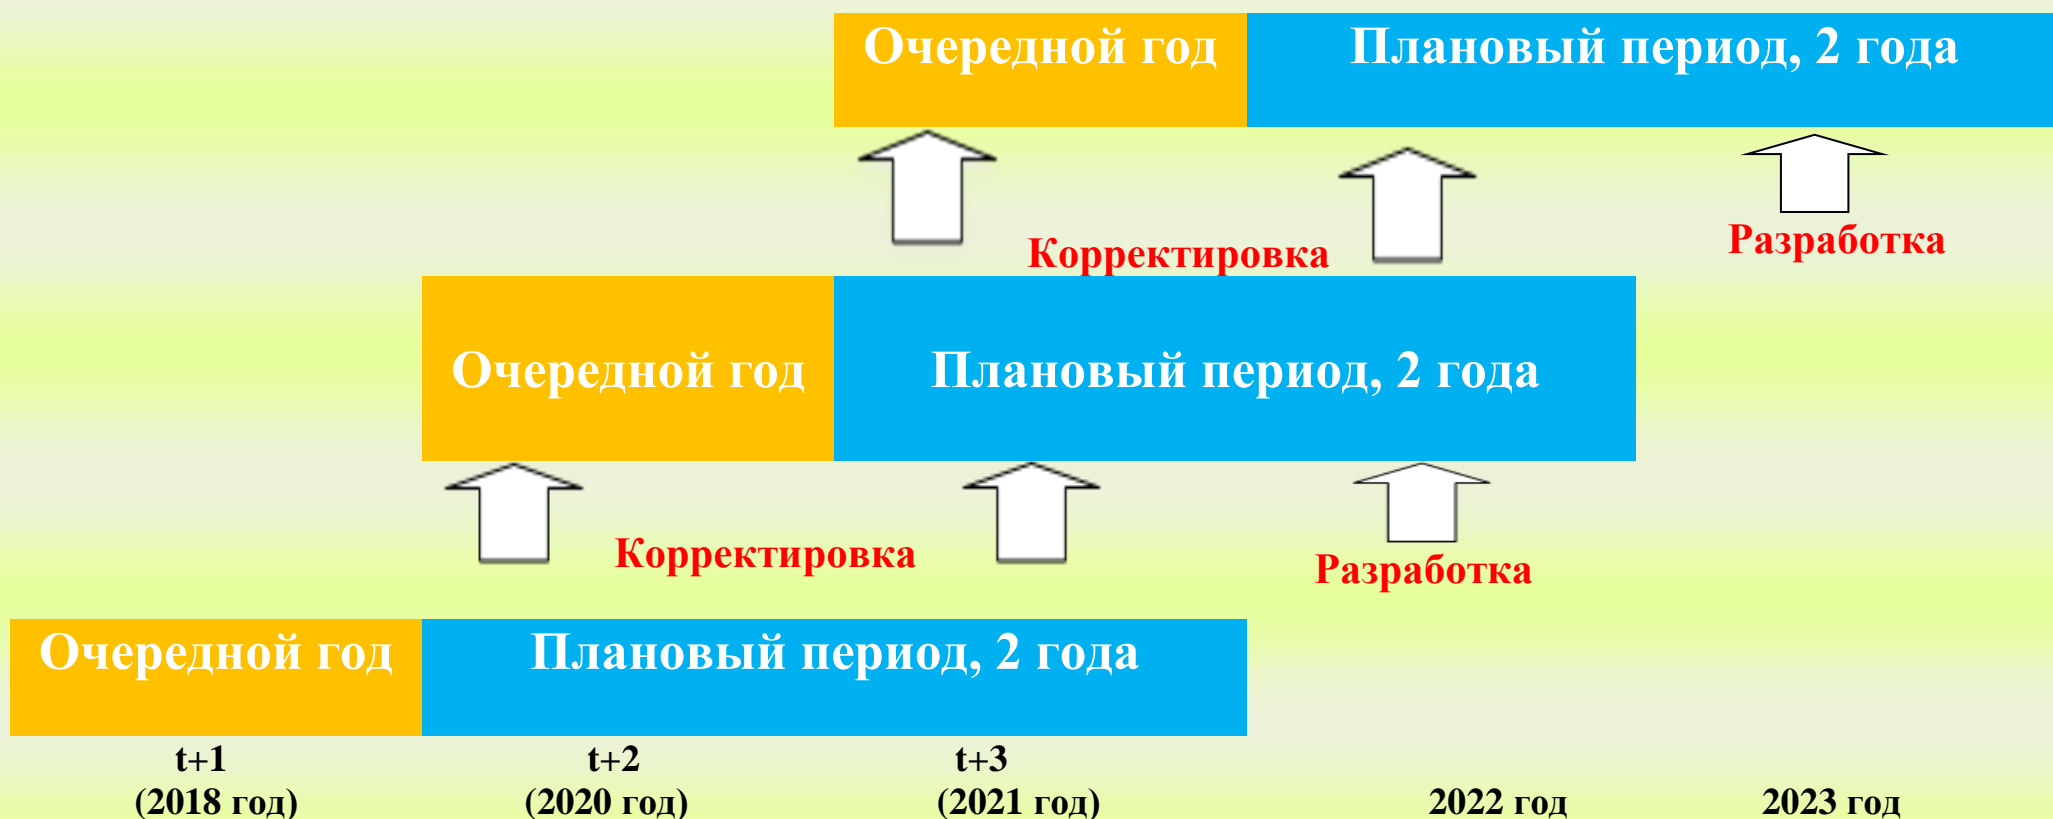 Очередной год
Плановый период, 2 года
Корректировка
Разработка
Очередной год
Плановый период, 2 года
Корректировка
Разработка
Очередной год
Плановый период, 2 года
t+1
t+2
t+3
(2018 год)
(2020 год)
(2021 год)
2022 год
2023 год